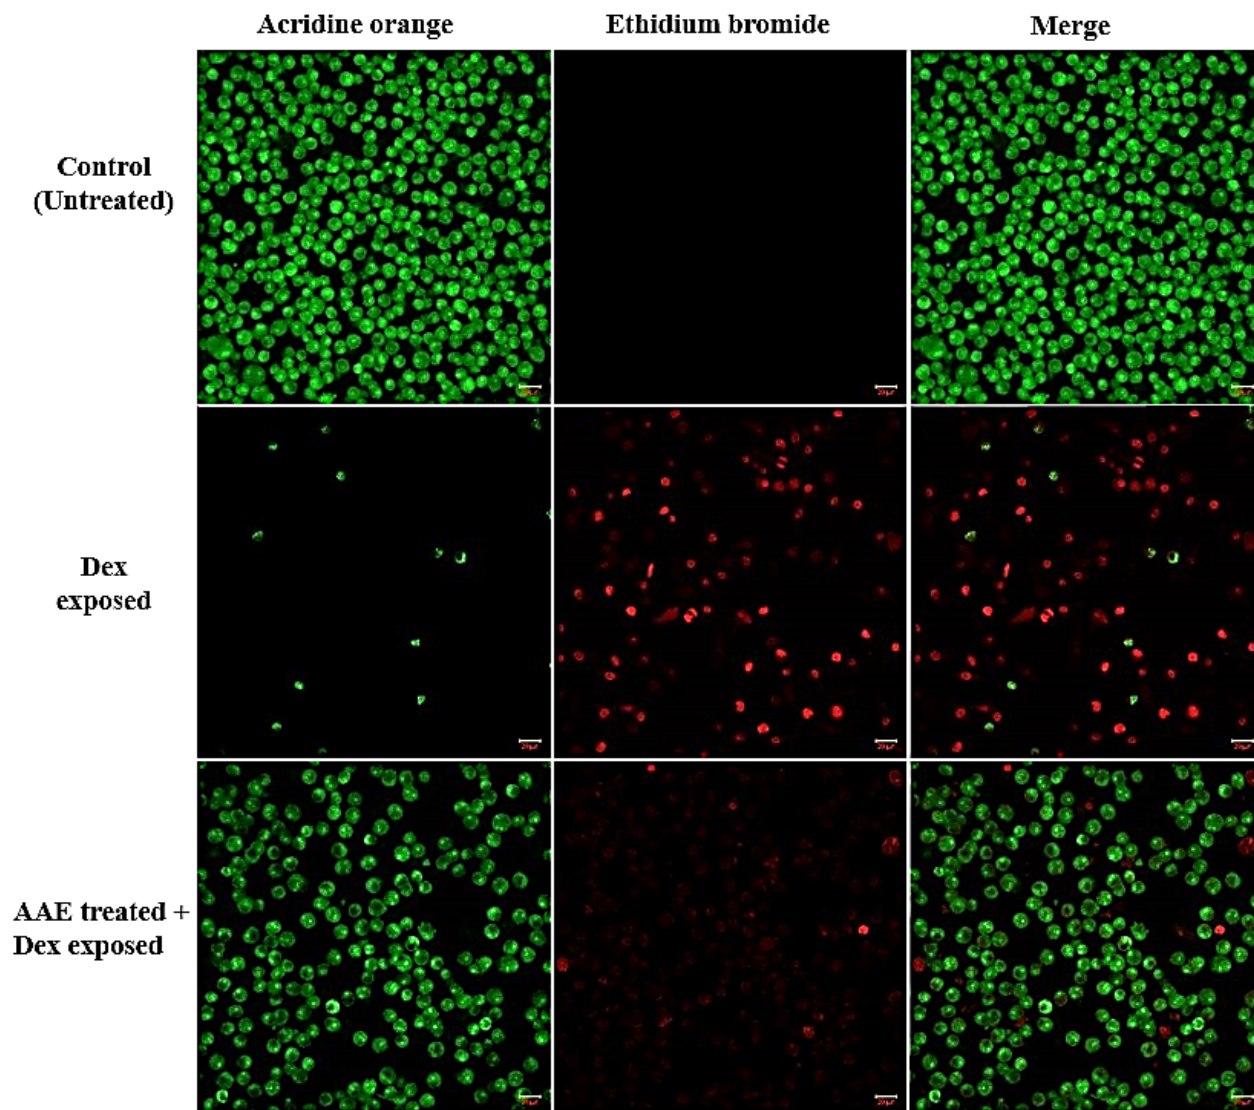 Acridine orange Ethidium bromide Merge
Control
(Untreated)
Dex
exposed
AAE treated +
Dex exposed